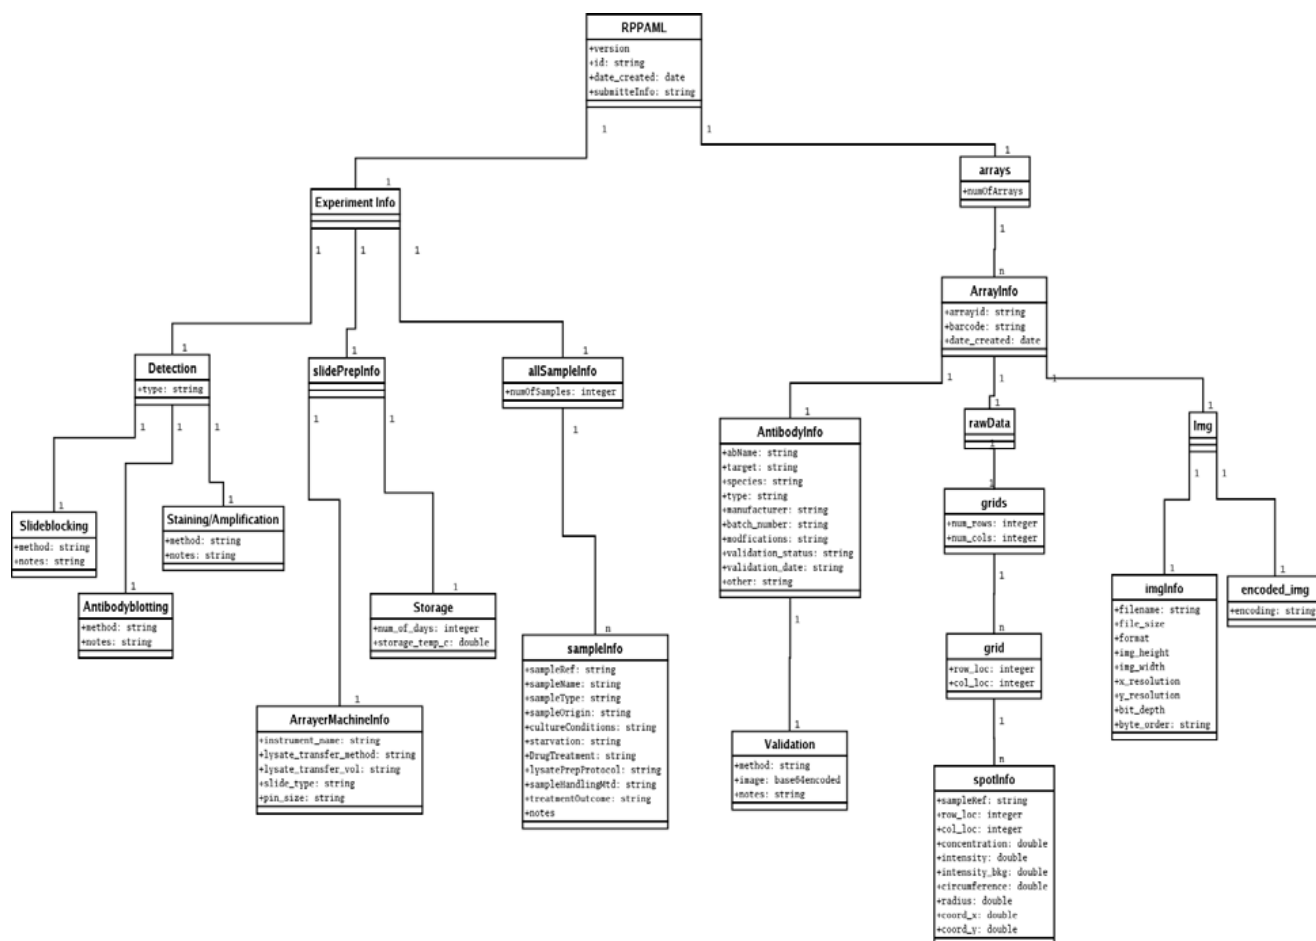 RPPAML
+version
+id: string
+date_created: date
+submitteInfo: string
1
1
1
1
Experiment Info
1
1
1
arrays
+numOfArrays
1
n
ArrayInfo
+arrayid: string
+barcode: string
+date_created: date
1
1
1
1
Detection
+type: string
1
1
1
1
slidePrepInfo
1
1
1
allSampleInfo
+numOfSamples: integer
1
1
AntibodyInfo
+abName: string
+target: string
+species: string
+type: string
+manufacturer: string
+batch_number: string
+modfications: string
+validation_status: string
+validation_date: string
+other: string
1
1
rawData
1
1
grids
+num_rows: integer
+num_cols: integer
1
1
Img
1
1
1
Slideblocking
+method: string
+notes: string
1
Staining/Amplification
+method: string
+notes: string
1
Antibodyblotting
+method: string
+notes: string
1
Storage
+num_of_days: integer
+storage_temp_c: double
n
sampleInfo
+sampleRef: string
+sampleName: string
+sampleType: string
+sampleOrigin: string
+cultureConditions: string
+starvation: string
+DrugTreatment: string
+lysatePrepProtocol: string
+sampleHandlingMtd: string
+treatmentOutcome: string
+notes
1
ArrayerMachineInfo
+instrument_name: string
+lysate_transfer_method: string
+lysate_transfer_vol: string
+slide_type: string
+pin_size: string
1
Validation
+method: string
+image: base64encoded
+notes: string
n
grid
+row_loc: integer
+col_loc: integer
1
n
spotInfo
+sampleRef: string
+row_loc: integer
+col_loc: integer
+concentration: double
+intensity: double
+intensity_bkg: double
+circumference: double
+radius: double
+coord_x: double
+coord_y: double
1
imgInfo
+filename: string
+file_size
+format
+img_height
+img_width
+x_resolution
+y_resolution
+bit_depth
+byte_order: string
1
encoded_img
+encoding: string